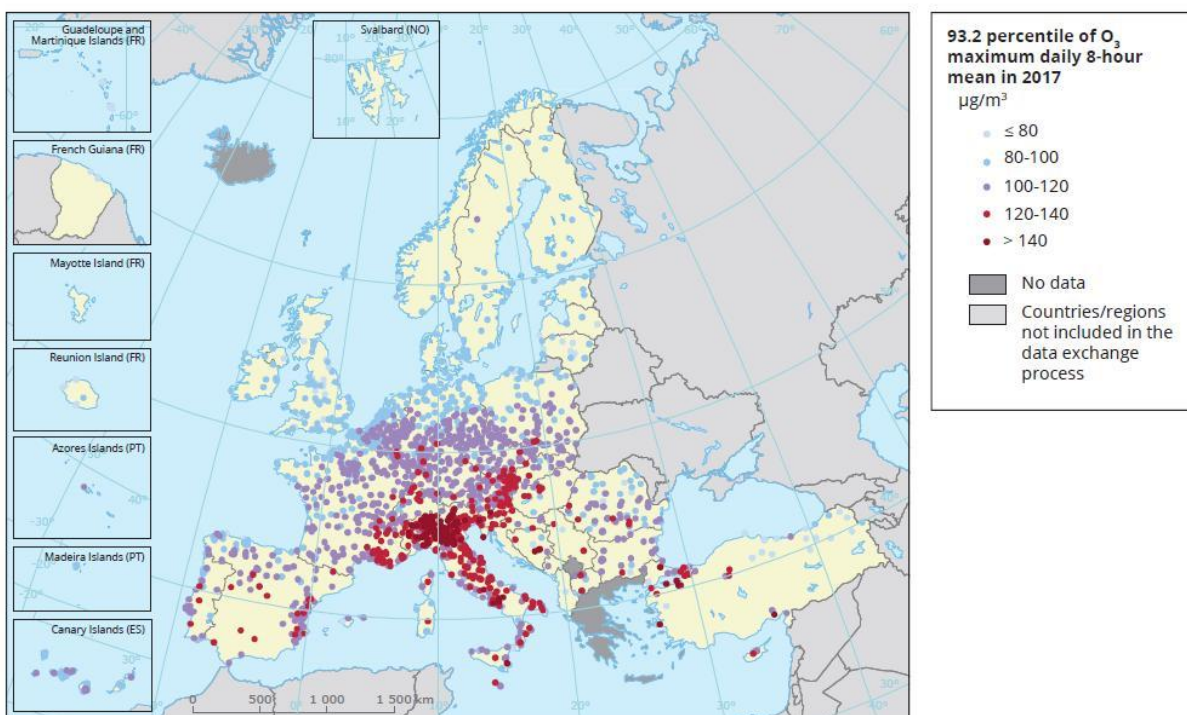 Guadeloupe and
Martinique Islands (FR)
Svalbard (NO)
French Guiana (FR)
Mayotte Island (FR)
Reunion Island (FR)
Azores Islands (PT)
Madeira Islands (PT)
Canary Islands (ES)
0 500 1 000 1 500 km
93.2 percentile of O₃
maximum daily 8-hour
mean in 2017
µg/m³
≤ 80
80-100
100-120
120-140
> 140
No data
Countries/regions
not included in the
data exchange
process